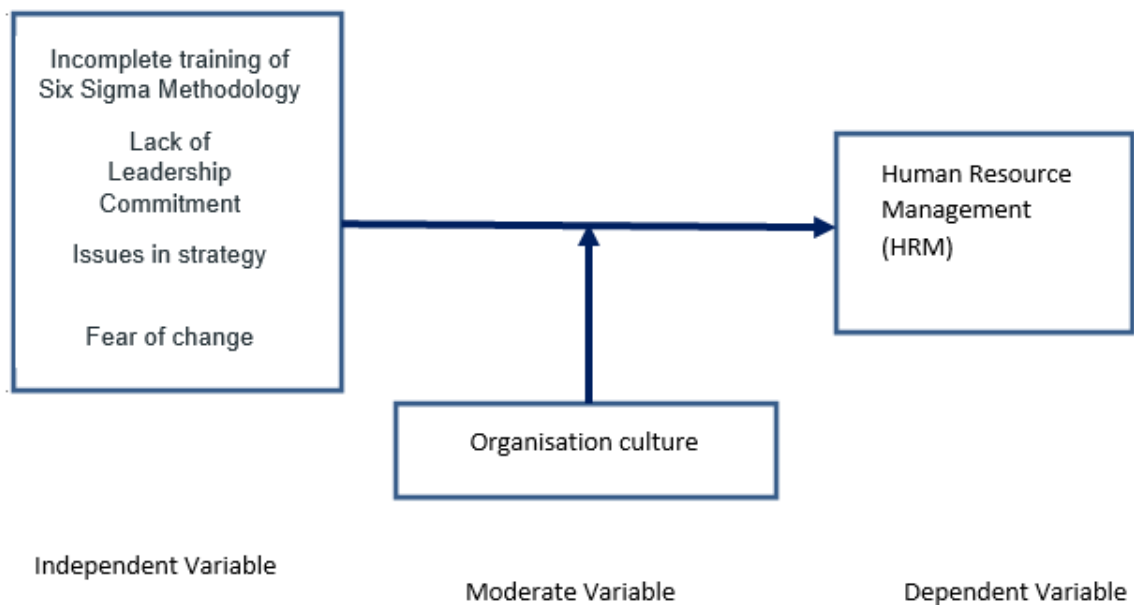 Incomplete training of
Six Sigma Methodology
Lack of
Leadership
Commitment
Issues in strategy
Fear of change
Human Resource
Management
(HRM)
Organisation culture
Independent Variable
Moderate Variable
Dependent Variable